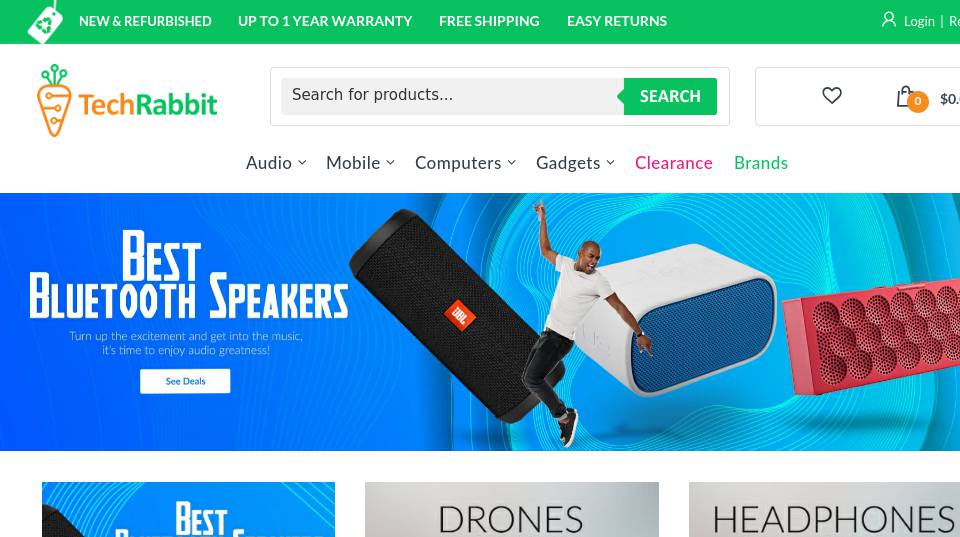 NEW & REFURBISHED UP TO 1 YEAR WARRANTY FREE SHIPPING EASY RETURNS Login |
TechRabbit
Search for products...
SEARCH
0
Audio Mobile Computers Gadgets Clearance Brands
BEST
BLUETOOTH SPEAKERS
Turn up the excitement and get into the music,
it's time to enjoy audio greatness!
See Deals
JBL
BEST
DRONES
HEADPHONES